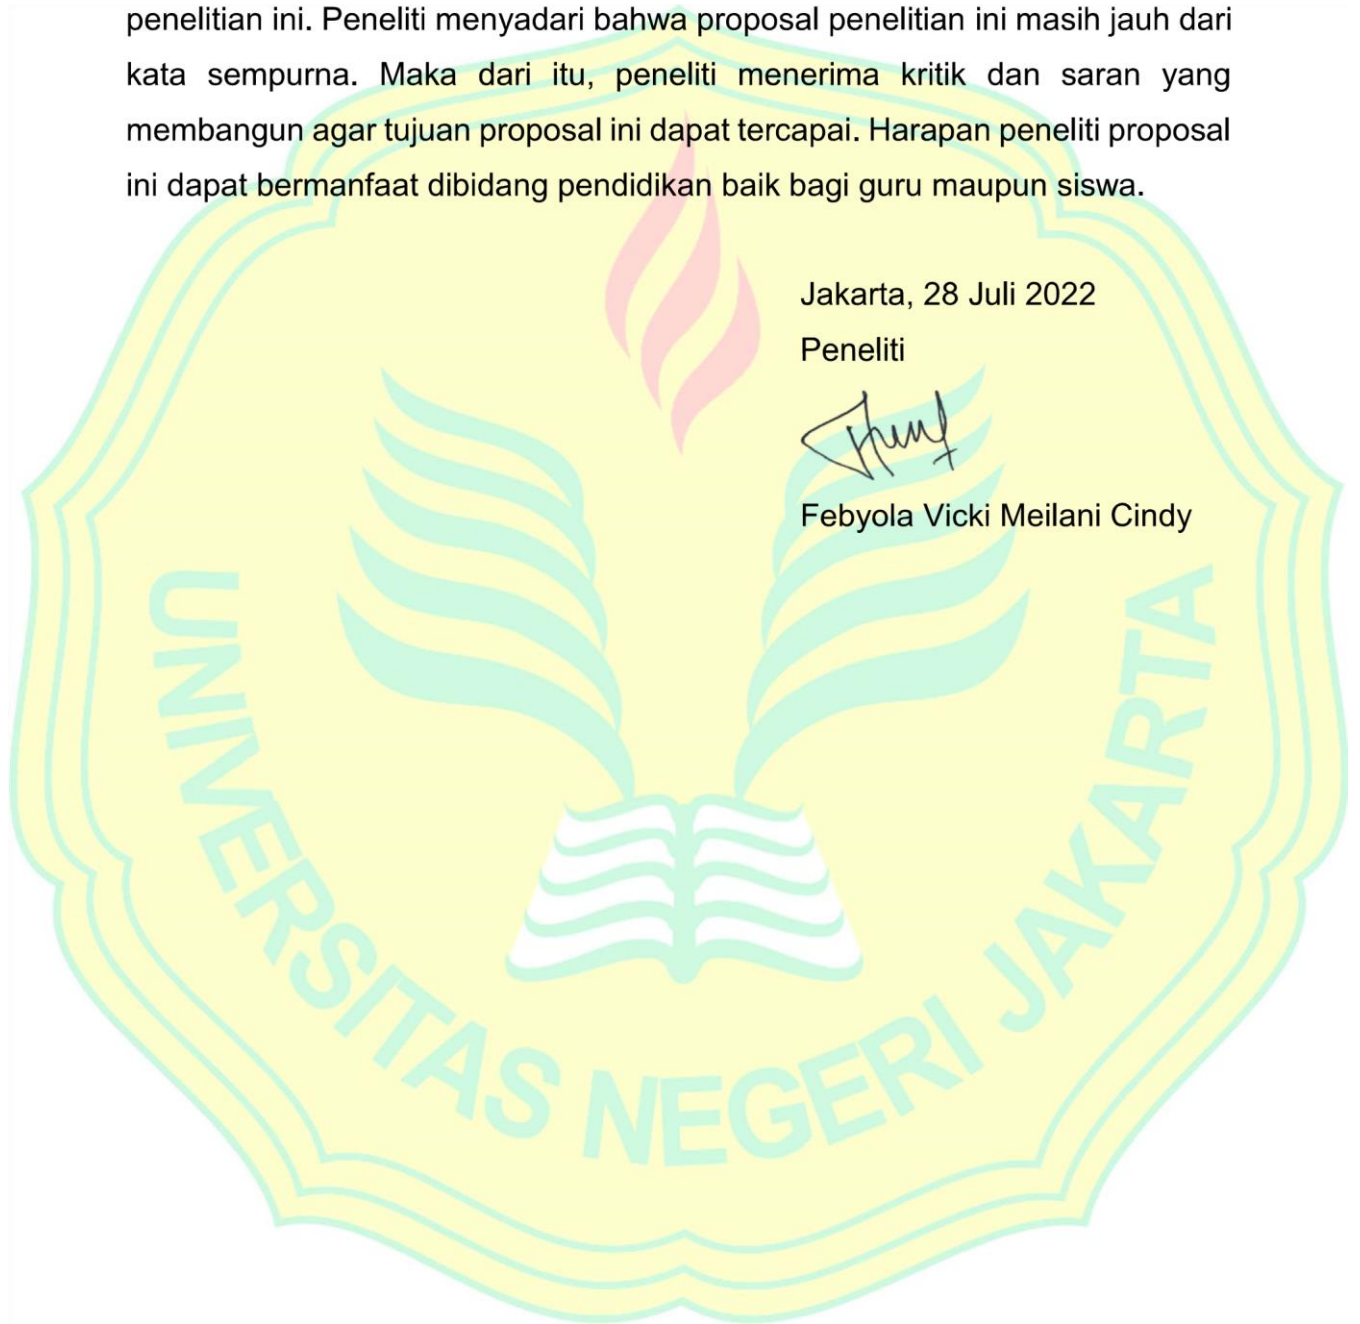 penelitian ini. Peneliti menyadari bahwa proposal penelitian ini masih jauh dari
kata sempurna. Maka dari itu, peneliti menerima kritik dan saran yang
membangun agar tujuan proposal ini dapat tercapai. Harapan peneliti proposal
ini dapat bermanfaat dibidang pendidikan baik bagi guru maupun siswa.
Jakarta, 28 Juli 2022
Peneliti
Febyola Vicki Meilani Cindy
UNIVERSITAS NEGERI JAKARTA